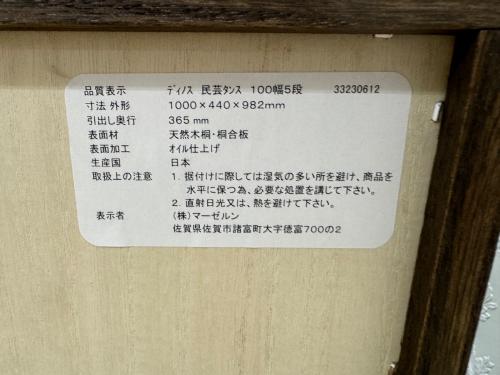 品質表示 ディノス 民芸タンス 100幅5段 33230612
寸法 外形 1000×440×982mm
引出し奥行 365mm
表面材 天然木桐・桐合板
表面加工 オイル仕上げ
生産国 日本
取扱上の注意 1. 据付けに際しては湿気の多い所を避け、商品を
水平に保つ為、必要な処置を講じて下さい。
2. 直射日光又は、熱を避けて下さい。
表示者 (株)マーゼルン
佐賀県佐賀市諸富町大字徳富700の2